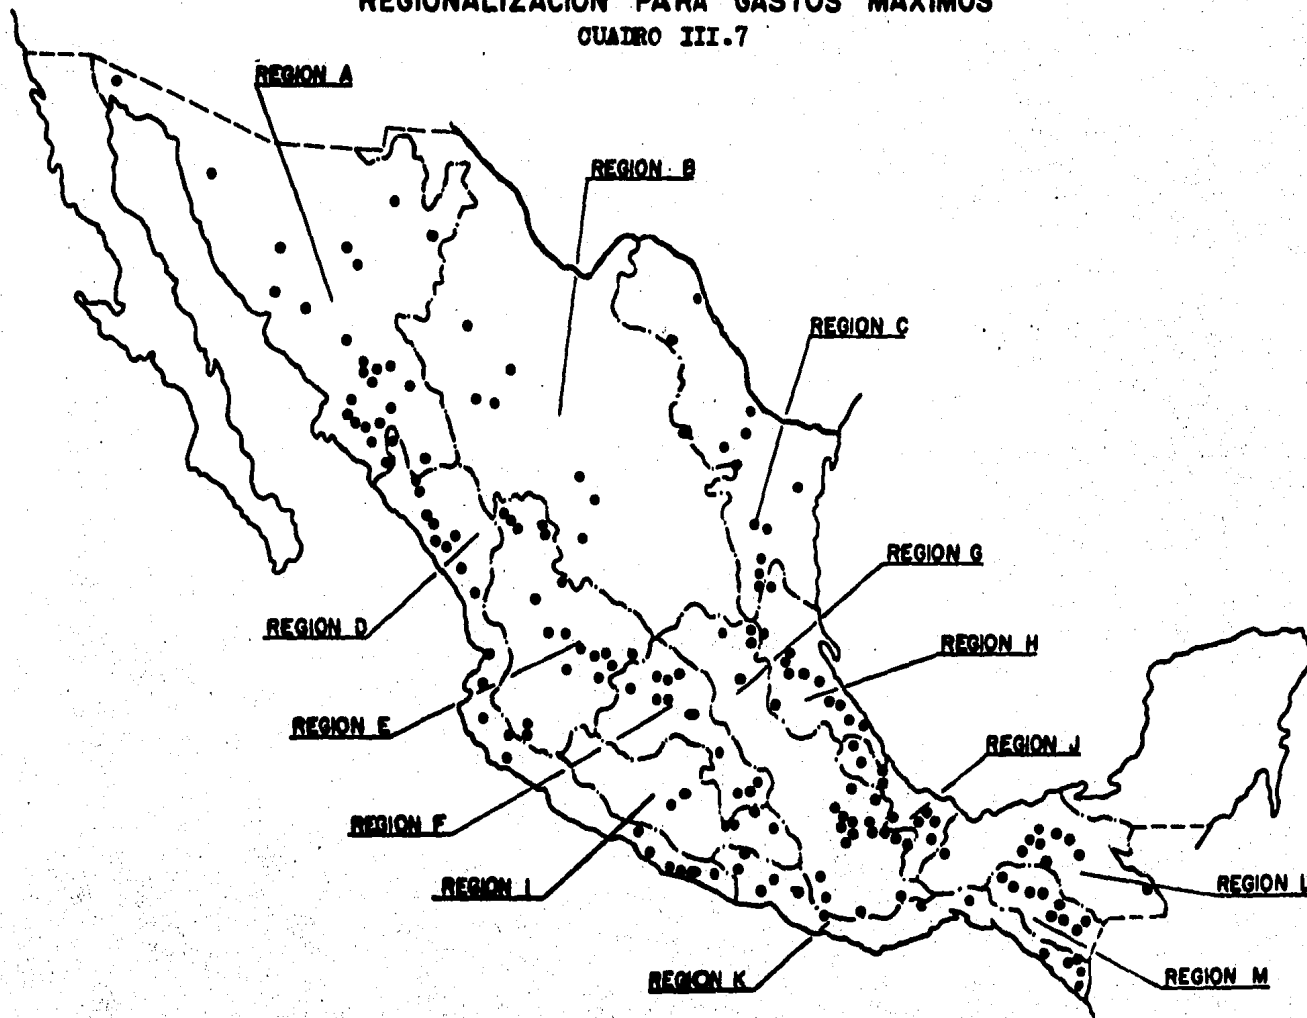 REGIONALIZACION PARA GASTOS MAXIMOS
CUADRO III.7
REGION A
REGION B
REGION C
REGION G
REGION D
REGION H
REGION E
REGION J
REGION F
REGION I
REGION L
REGION K
REGION M